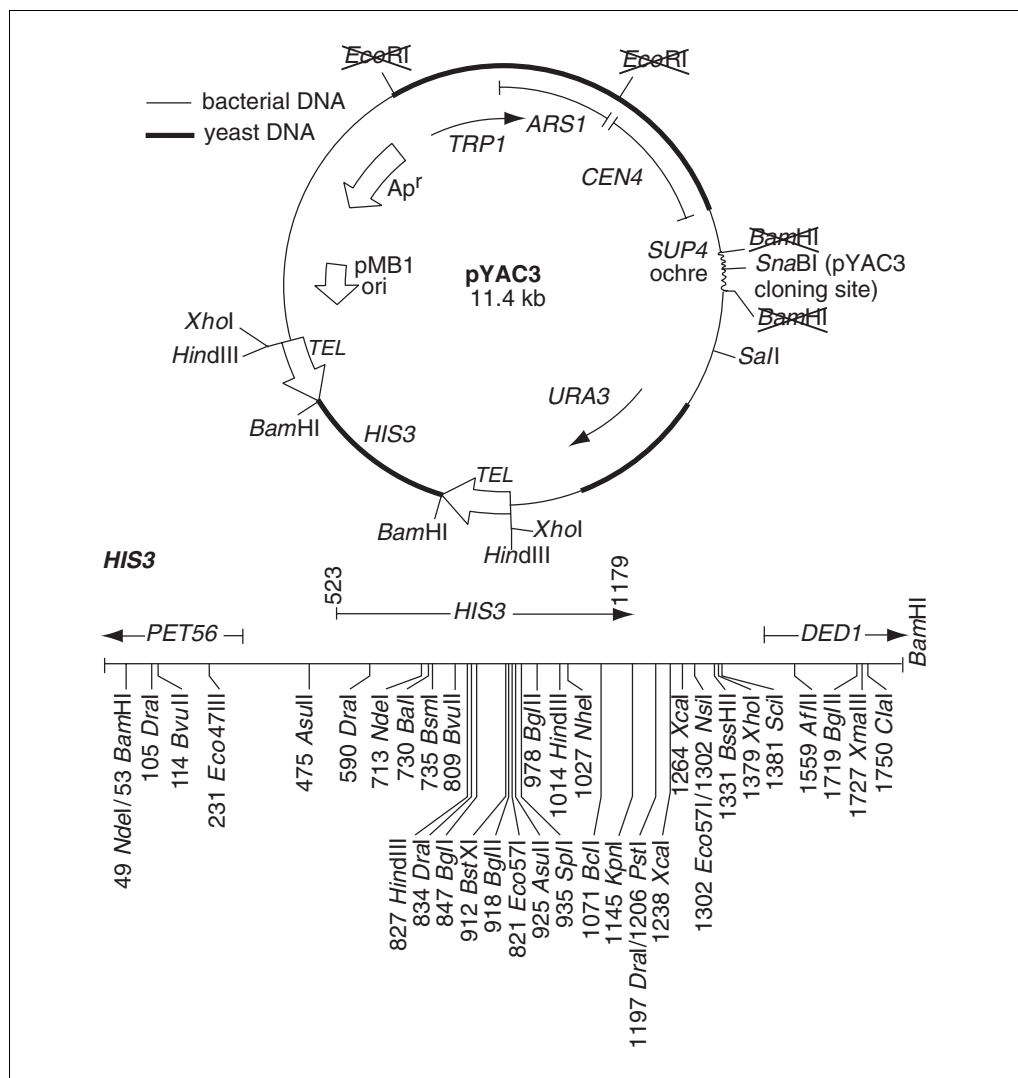 EcoRI
EcoRI
bacterial DNA
yeast DNA
ARS1
TRP1
CEN4
Apr
SUP4
ochre
BamHI
SnaBI (pYAC3
cloning site)
BamHI
pMB1
ori
pYAC3
11.4 kb
XhoI
HindIII
TEL
SalI
URA3
BamHI
HIS3
TEL
BamHI
XhoI
HindIII
HIS3
523
1179
HIS3
PET56
DED1
BamHI
49 NdeI/53 BamHI
105 DraI
114 BvuII
231 Eco47III
475 AsuII
590 DraI
713 NdeI
730 BalI
735 BsmI
809 BvuII
978 BglII
1014 HindIII
1027 NheI
1264 XcaI
1302 Eco57I/1302 NsiI
1331 BssHII
1379 XhoI
1381 SciI
1559 AflII
1719 BglII
1727 XmaIII
1750 ClaI
827 HindIII
834 DraI
847 BglI
912 BstXI
918 BglII
821 Eco57I
925 AsuII
935 SplI
1071 BclI
1145 KpnI
1197 DraI/1206 PstI
1238 XcaI